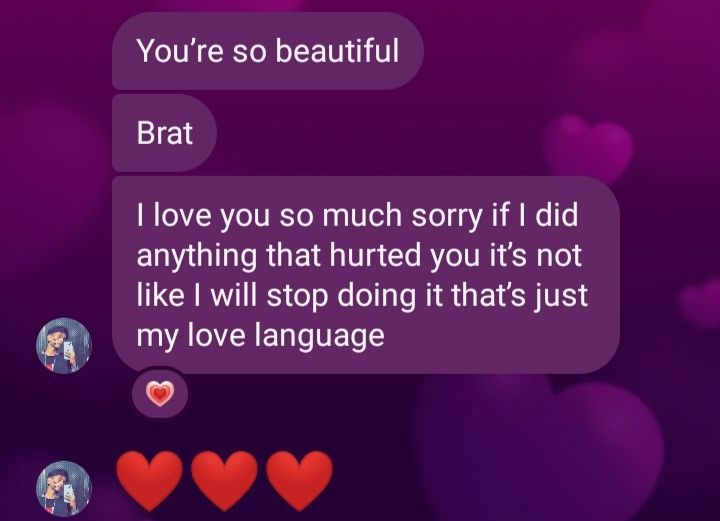 You're so beautiful
Brat
I love you so much sorry if I did
anything that hurted you it's not
like I will stop doing it that's just
my love language